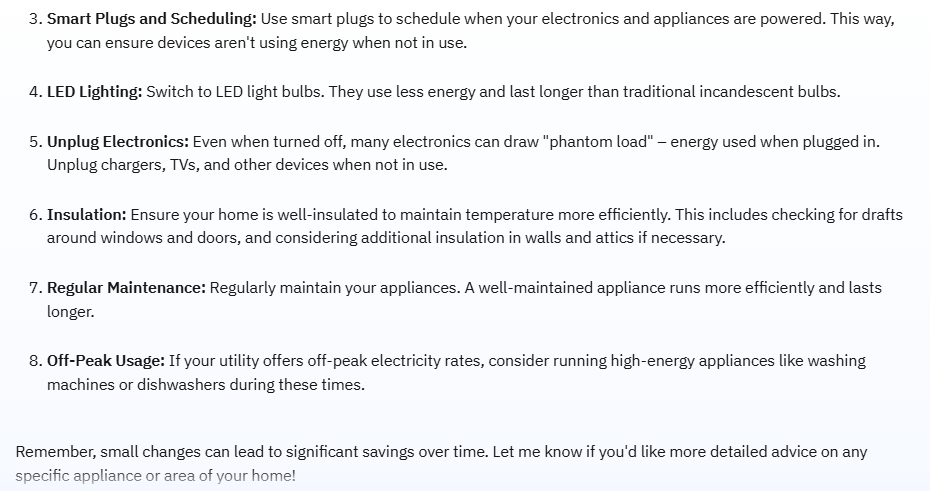 3. Smart Plugs and Scheduling: Use smart plugs to schedule when your electronics and appliances are powered. This way,
you can ensure devices aren't using energy when not in use.
4. LED Lighting: Switch to LED light bulbs. They use less energy and last longer than traditional incandescent bulbs.
5. Unplug Electronics: Even when turned off, many electronics can draw "phantom load" – energy used when plugged in.
Unplug chargers, TVs, and other devices when not in use.
6. Insulation: Ensure your home is well-insulated to maintain temperature more efficiently. This includes checking for drafts
around windows and doors, and considering additional insulation in walls and attics if necessary.
7. Regular Maintenance: Regularly maintain your appliances. A well-maintained appliance runs more efficiently and lasts
longer.
8. Off-Peak Usage: If your utility offers off-peak electricity rates, consider running high-energy appliances like washing
machines or dishwashers during these times.
Remember, small changes can lead to significant savings over time. Let me know if you'd like more detailed advice on any
specific appliance or area of your home!